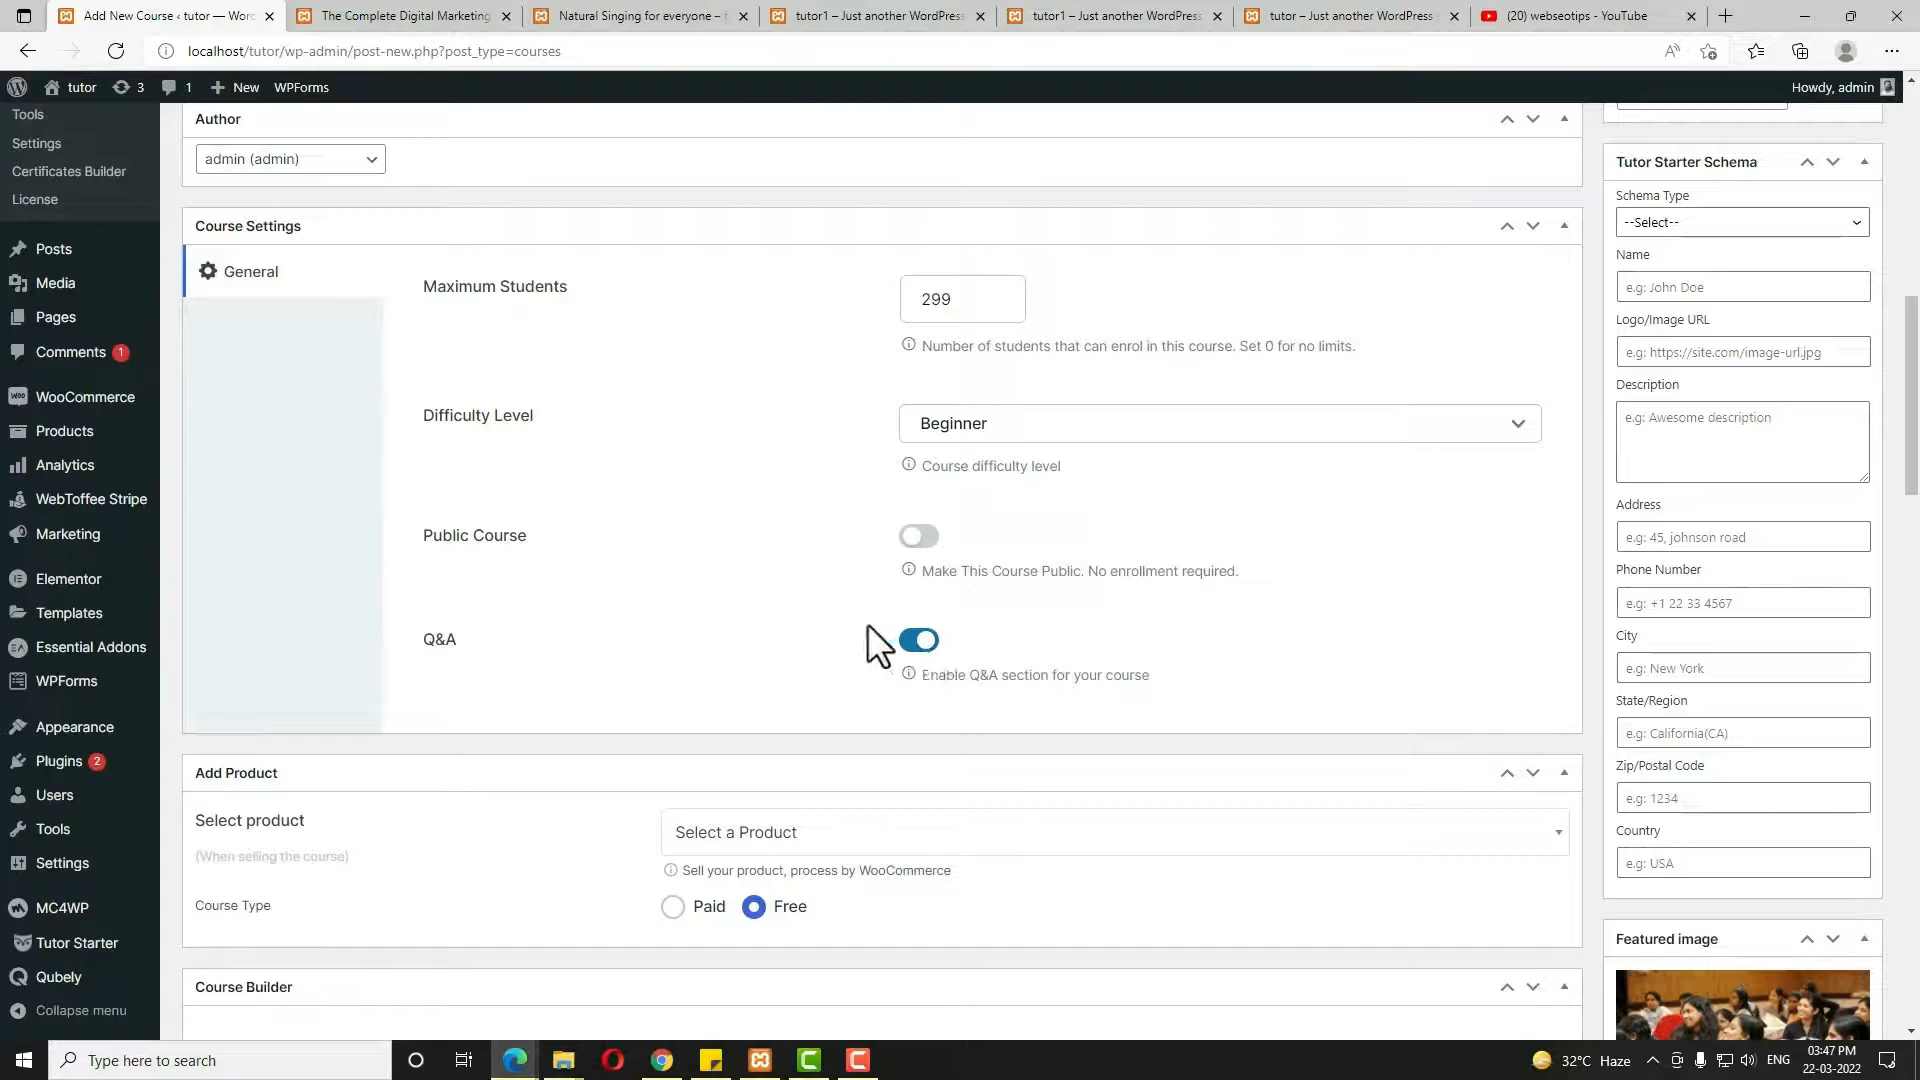 Add New Course ‹ tutor — Word
The Complete Digital Marketing
Natural Singing for everyone – t
tutor1 – Just another WordPress
tutor1 – Just another WordPress
tutor – Just another WordPress s
(20) webseotips - YouTube
localhost/tutor/wp-admin/post-new.php?post_type=courses
tutor
3
1
New
WPForms
Howdy, admin
Tools
Settings
Certificates Builder
License
Posts
Media
Pages
Comments 1
WooCommerce
Products
Analytics
WebToffee Stripe
Marketing
Elementor
Templates
Essential Addons
WPForms
Appearance
Plugins 2
Users
Tools
Settings
MC4WP
Tutor Starter
Qubely
Collapse menu
Author
admin (admin)
Course Settings
General
Maximum Students
299
Number of students that can enrol in this course. Set 0 for no limits.
Difficulty Level
Beginner
Course difficulty level
Public Course
Make This Course Public. No enrollment required.
Q&A
Enable Q&A section for your course
Add Product
Select product
(When selling the course)
Select a Product
Sell your product, process by WooCommerce
Course Type
Paid
Free
Course Builder
Tutor Starter Schema
Schema Type
--Select--
Name
e.g: John Doe
Logo/Image URL
e.g: https://site.com/image-url.jpg
Description
e.g: Awesome description
Address
e.g: 45, johnson road
Phone Number
e.g: +1 22 33 4567
City
e.g: New York
State/Region
e.g: California(CA)
Zip/Postal Code
e.g: 1234
Country
e.g: USA
Featured image
Type here to search
32°C Haze
ENG
03:47 PM
22-03-2022